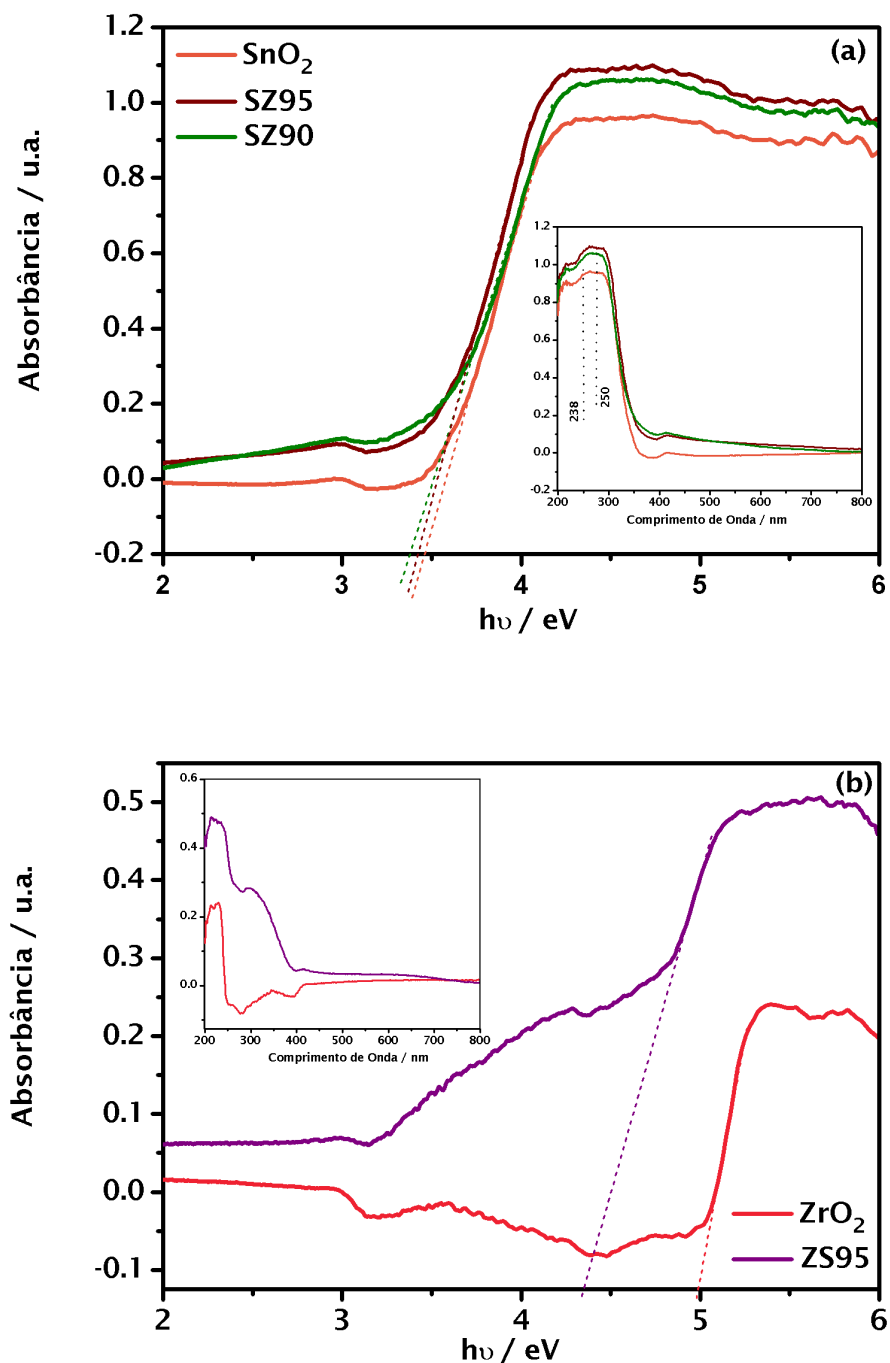 (a)
SnO₂
SZ95
SZ90
1.2
1.0
0.8
0.6
0.4
0.2
0.0
-0.2
Absorbância / u.a.
2 3 4 5 6
hυ / eV
1.2
1.0
0.8
0.6
0.4
0.2
0.0
-0.2
238
250
200 300 400 500 600 700 800
Comprimento de Onda / nm
(b)
0.5
0.4
0.3
0.2
0.1
0.0
-0.1
Absorbância / u.a.
2 3 4 5 6
hυ / eV
0.6
0.4
0.2
0.0
200 300 400 500 600 700 800
Comprimento de Onda / nm
ZrO₂
ZS95